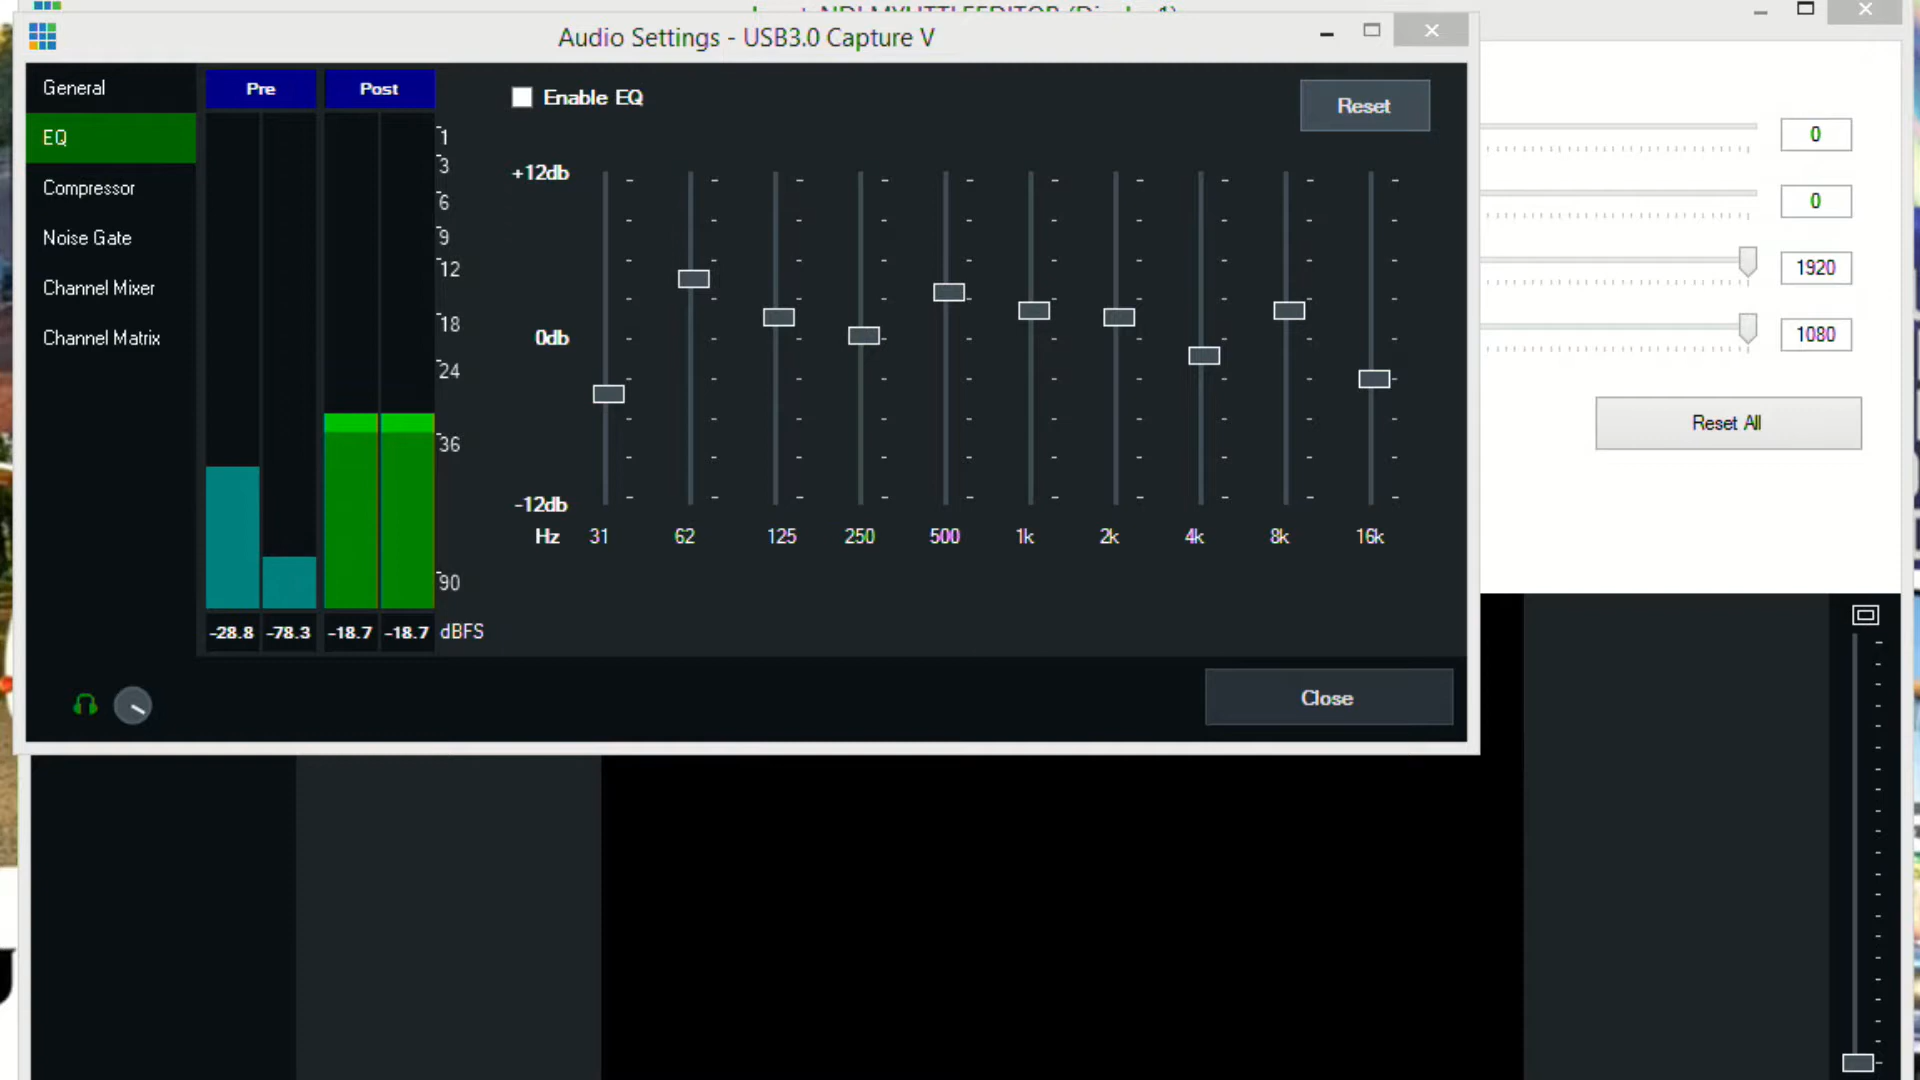 Audio Settings - USB3.0 Capture V
General
EQ
Compressor
Noise Gate
Channel Mixer
Channel Matrix
Pre Post
1
3
6
9
12
18
24
36
90
-28.8 -78.3 -18.7 -18.7 dBFS
Enable EQ
Reset
+12db
0db
-12db
Hz 31 62 125 250 500 1k 2k 4k 8k 16k
Close
0
0
1920
1080
Reset All